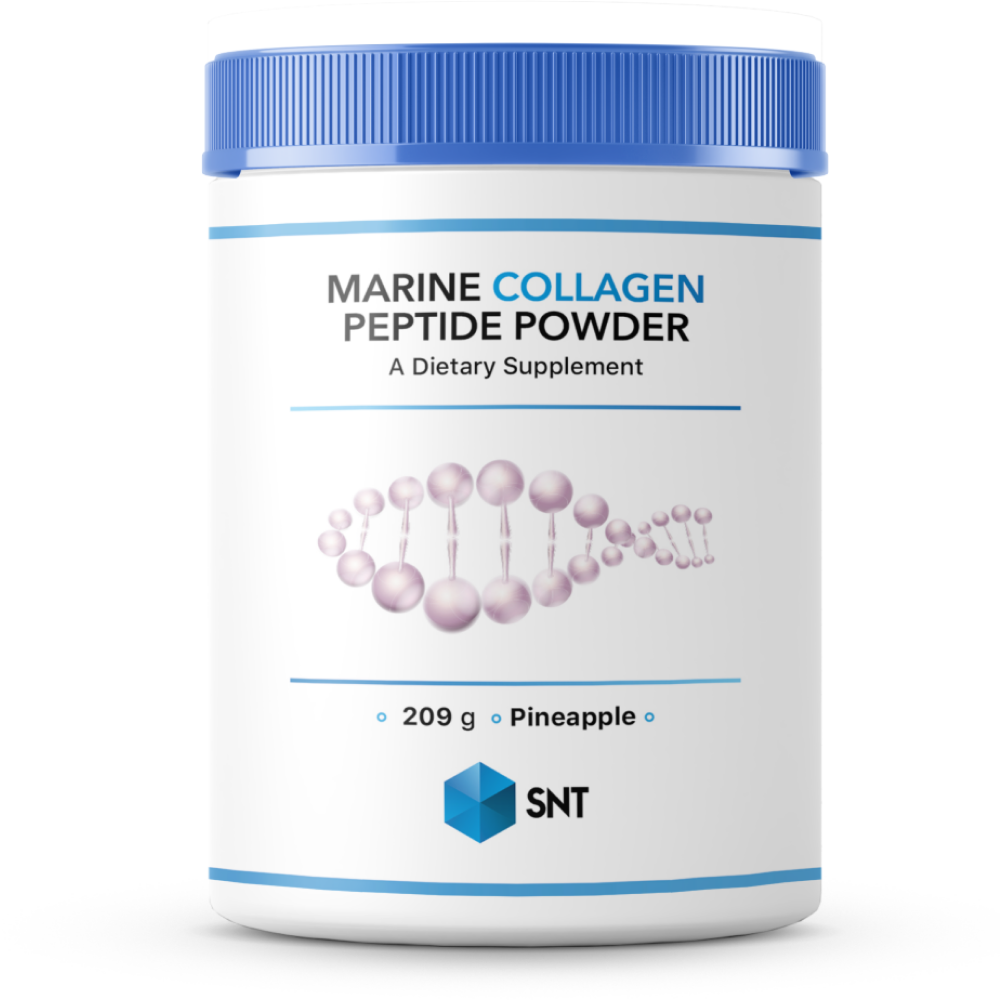 MARINE COLLAGEN
PEPTIDE POWDER
A Dietary Supplement
209 g Pineapple
SNT